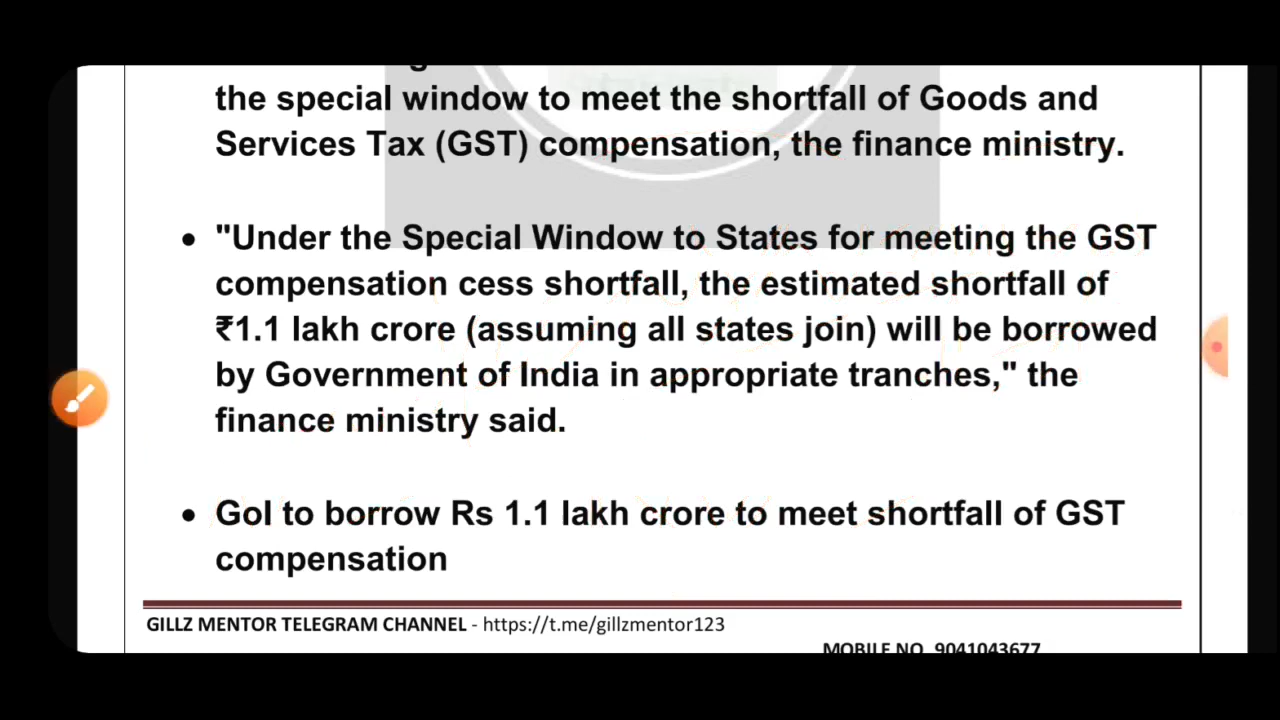 the special window to meet the shortfall of Goods and
Services Tax (GST) compensation, the finance ministry.
• "Under the Special Window to States for meeting the GST
compensation cess shortfall, the estimated shortfall of
₹1.1 lakh crore (assuming all states join) will be borrowed
by Government of India in appropriate tranches," the
finance ministry said.
• GoI to borrow Rs 1.1 lakh crore to meet shortfall of GST
compensation
GILLZ MENTOR TELEGRAM CHANNEL - https://t.me/gillzmentor123
MOBILE NO. 9041043677